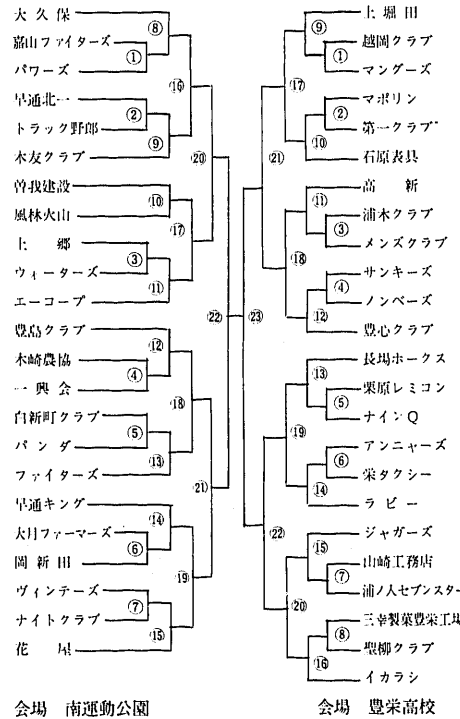 大久保
嘉山ファイターズ
パワーズ
早通北一
トラック野郎
木友クラブ
曽我建設
風林火山
上郷
ウォーターズ
エーコープ
豊島クラブ
木崎農協
一興会
白新町クラブ
パンダ
ファイターズ
早通キング
大月ファーマーズ
岡新田
ヴィンテーズ
ナイトクラブ
花屋
⑧
①
⑯
②
⑨
⑳
⑩
⑰
③
⑪
㉒
⑫
④
⑱
⑤
⑬
㉑
⑭
⑥
⑲
⑦
⑮
会場 南運動公園
上堀田
越岡クラブ
マングーズ
マポリン
第一クラブ
石原表具
高新
浦木クラブ
メンズクラブ
サンキーズ
ノンベーズ
豊心クラブ
長場ホークス
栗原レミコン
ナインQ
アンニャーズ
栄タクシー
ラビー
ジャガーズ
山崎工務店
浦ノ入セブンスター
三幸製菓豊栄工場
聖柳クラブ
イカラシ
⑨
①
⑰
②
⑩
㉑
⑪
③
⑱
④
⑫
㉓
⑬
⑤
⑲
⑥
⑭
㉒
⑮
⑦
⑳
⑧
⑯
会場 豊栄高校